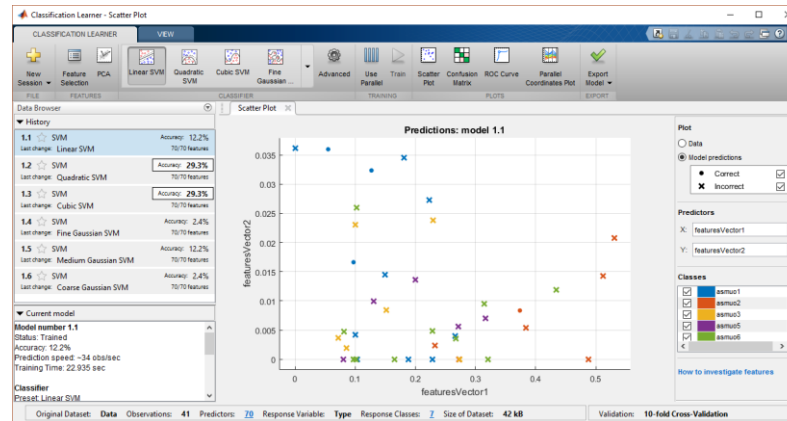 Classification Learner - Scatter Plot
CLASSIFICATION LEARNER VIEW
New Session Feature Selection PCA Linear SVM Quadratic SVM Cubic SVM Fine Gaussian ... Advanced Use Parallel Train Scatter Plot Confusion Matrix ROC Curve Parallel Coordinates Plot Export Model
FILE FEATURES CLASSIFIER TRAINING PLOTS EXPORT
Data Browser
History
1.1 SVM Accuracy: 12.2%
Last change: Linear SVM 70/70 features
1.2 SVM Accuracy: 29.3%
Last change: Quadratic SVM 70/70 features
1.3 SVM Accuracy: 29.3%
Last change: Cubic SVM 70/70 features
1.4 SVM Accuracy: 2.4%
Last change: Fine Gaussian SVM 70/70 features
1.5 SVM Accuracy: 12.2%
Last change: Medium Gaussian SVM 70/70 features
1.6 SVM Accuracy: 2.4%
Last change: Coarse Gaussian SVM 70/70 features
Current model
Model number 1.1
Status: Trained
Accuracy: 12.2%
Prediction speed: ~34 obs/sec
Training Time: 22.935 sec
Classifier
Preset: Linear SVM
Scatter Plot
Predictions: model 1.1
featuresVector2
0.035
0.03
0.025
0.02
0.015
0.01
0.005
0
0 0.1 0.2 0.3 0.4 0.5
featuresVector1
Plot
Data
Model predictions
Correct
Incorrect
Predictors
X: featuresVector1
Y: featuresVector2
Classes
asmuo1
asmuo2
asmuo3
asmuo5
asmuo6
How to investigate features
Original Dataset: Data Observations: 41 Predictors: 70 Response Variable: Type Response Classes: 7 Size of Dataset: 42 kB Validation: 10-fold Cross-Validation